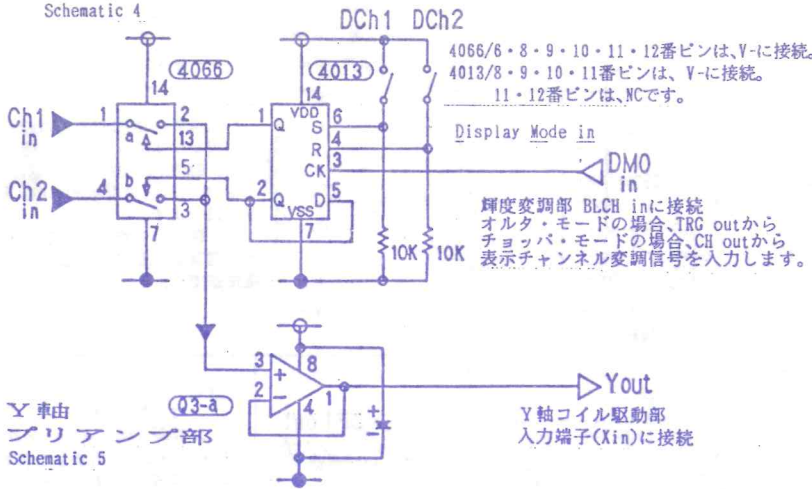 Schematic 4
DCh1 DCh2
4066/6・8・9・10・11・12番ピンは、V-に接続。
4013/8・9・10・11番ピンは、V-に接続。
11・12番ピンは、NCです。
4066
4013
14
14
Ch1 in
1
2
1
Q
VDD
S
6
a
13
R
4
Display Mode in
5
CK
3
DMO in
Ch2 in
4
b
3
2
Q
D
5
VSS
7
7
10K
10K
輝度変調部 BLCH inに接続
オルタ・モードの場合、TRG outから
チョッパ・モードの場合、CH outから
表示チャンネル変調信号を入力します。
3
+
8
2
-
1
4
+
-
Q3-a
Yout
Y軸コイル駆動部
入力端子(Xin)に接続
Y軸
プリアンプ部
Schematic 5